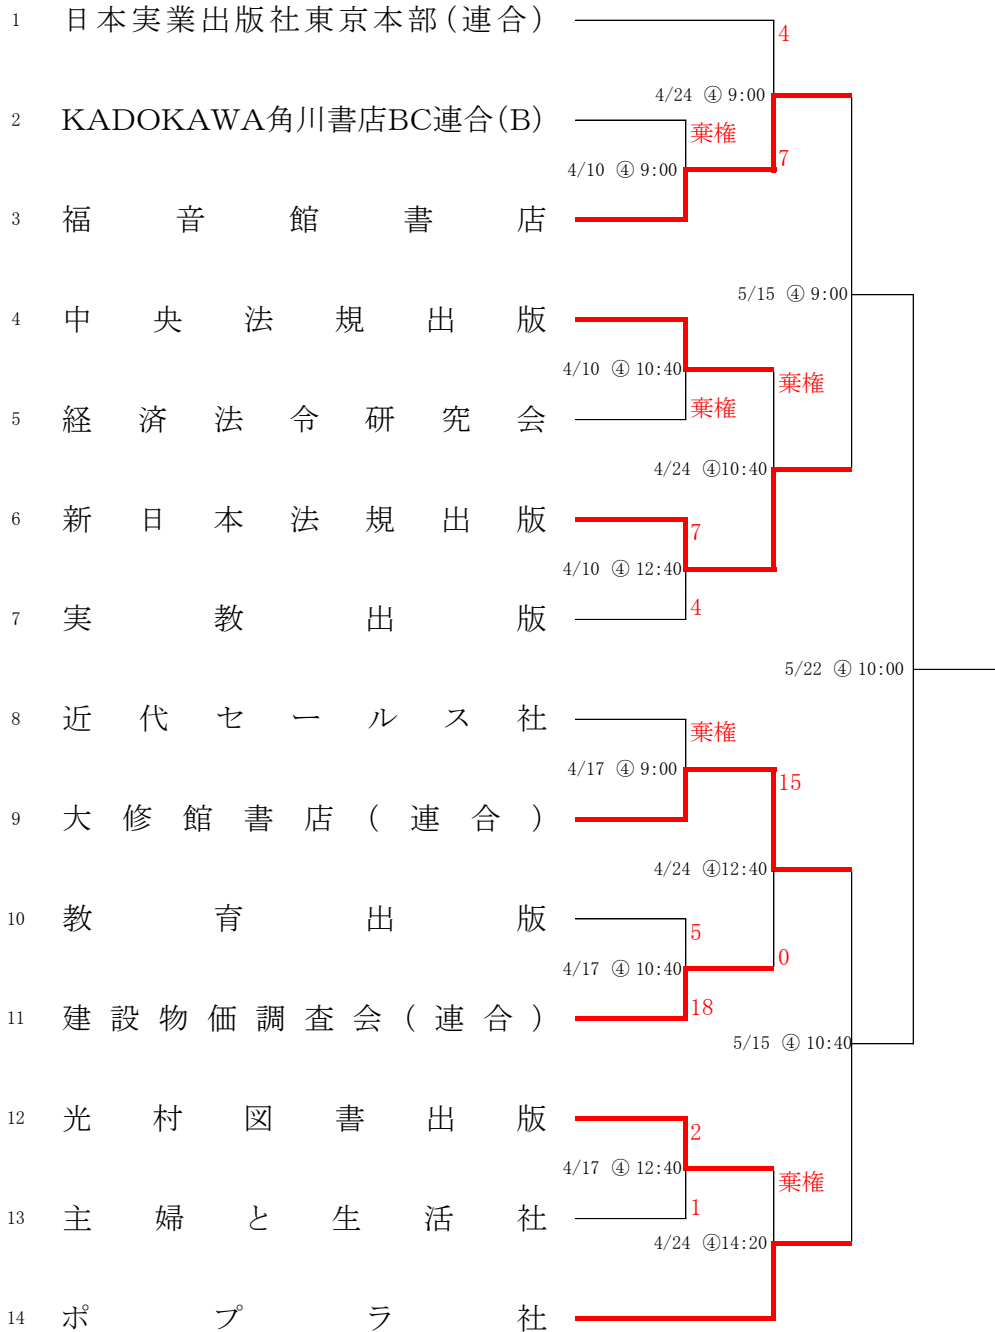 1 日本実業出版社東京本部(連合)
4
4/24 ④ 9:00
2 KADOKAWA角川書店BC連合(B)
棄権
7
4/10 ④ 9:00
3 福音館書店
5/15 ④ 9:00
4 中央法規出版
4/10 ④ 10:40
棄権
棄権
5 経済法令研究会
4/24 ④10:40
6 新日本法規出版
7
4/10 ④ 12:40
4
7 実教出版
5/22 ④ 10:00
8 近代セールス社
棄権
4/17 ④ 9:00
15
9 大修館書店(連合)
4/24 ④12:40
10 教育出版
5
0
4/17 ④ 10:40
18
11 建設物価調査会(連合)
5/15 ④ 10:40
12 光村図書出版
2
4/17 ④ 12:40
棄権
1
13 主婦と生活社
4/24 ④14:20
14 ポプラ社